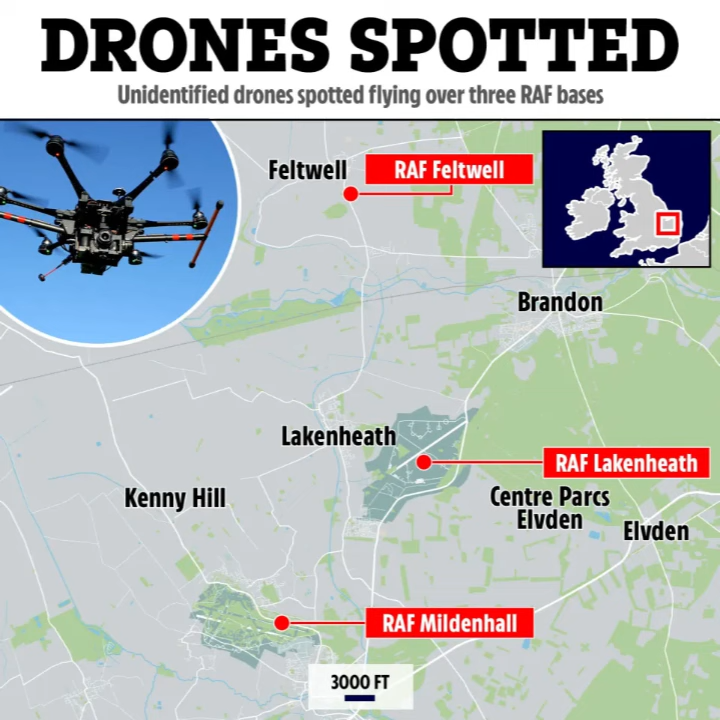 DRONES SPOTTED
Unidentified drones spotted flying over three RAF bases
Feltwell
RAF Feltwell
Brandon
Lakenheath
RAF Lakenheath
Kenny Hill
Centre Parcs
Elvden
Elvden
RAF Mildenhall
3000 FT